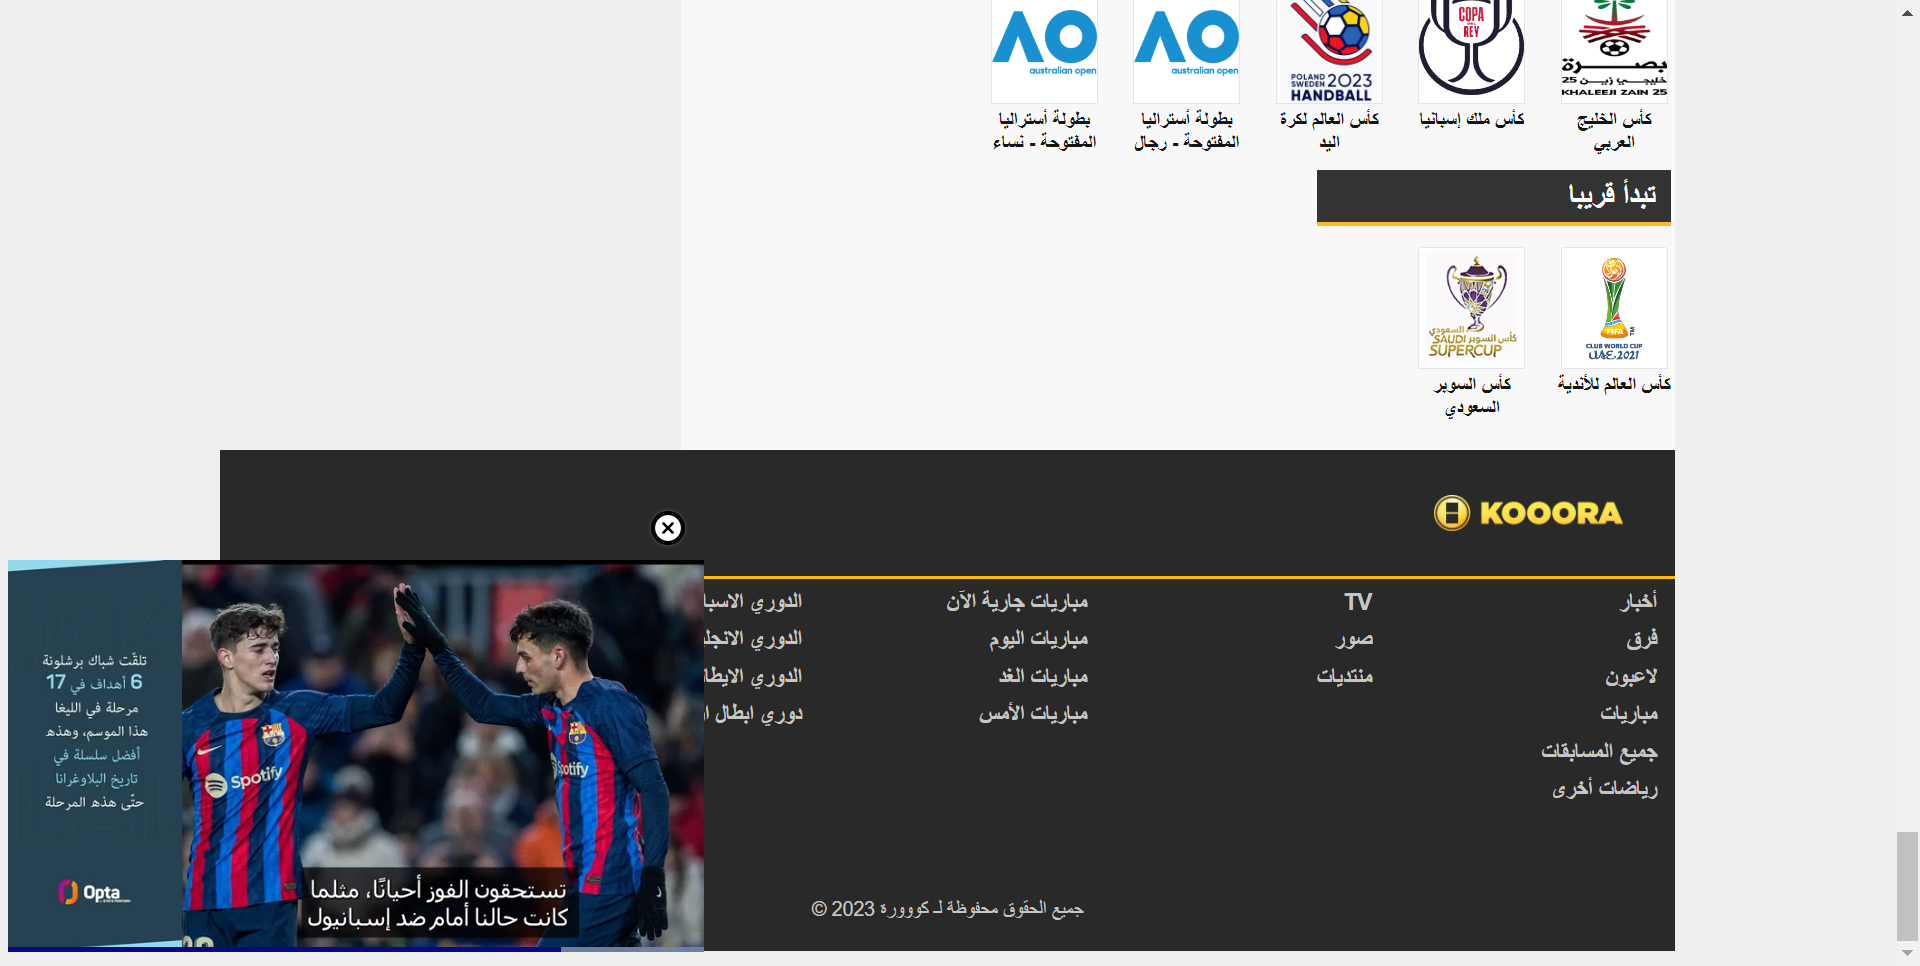 بصرة
خليجي زين 25
KHALEEJI ZAIN 25
كأس الخليج
العربي
COPA
DEL
REY
كأس ملك إسبانيا
POLAND
SWEDEN 2023
HANDBALL
كأس العالم لكرة
اليد
AO
australian open
بطولة أستراليا
المفتوحة - رجال
AO
australian open
بطولة أستراليا
المفتوحة - نساء
تبدأ قريبا
FIFA
TM
CLUB WORLD CUP
UAE 2021
كأس العالم للأندية
كأس السوبر السعودي
SAUDI
SUPERCUP
كأس السوبر
السعودي
KOOORA
أخبار
فرق
لاعبون
مباريات
جميع المسابقات
رياضات أخرى
TV
صور
منتديات
مباريات جارية الآن
مباريات اليوم
مباريات الغد
مباريات الأمس
الدوري الاسبا
الدوري الانجل
الدوري الايطا
دوري ابطال ا
جميع الحقوق محفوظة لـ كووورة 2023 ©
تلقّت شباك برشلونة
6 أهداف في 17
مرحلة في الليغا
هذا الموسم، وهذه
أفضل سلسلة في
تاريخ البلاوغرانا
حتّى هذه المرحلة
Opta
Spotify
Spotify
تستحقون الفوز أحيانًا، مثلما
كانت حالنا أمام ضد إسبانيول